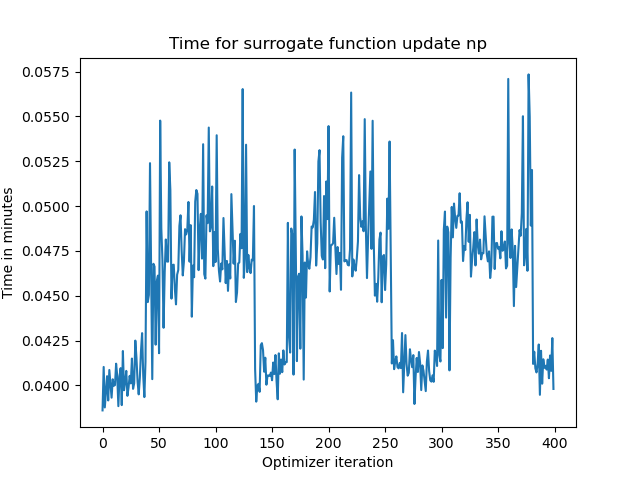 Time for surrogate function update np
Time in minutes
0.0575
0.0550
0.0525
0.0500
0.0475
0.0450
0.0425
0.0400
0 50 100 150 200 250 300 350 400
Optimizer iteration